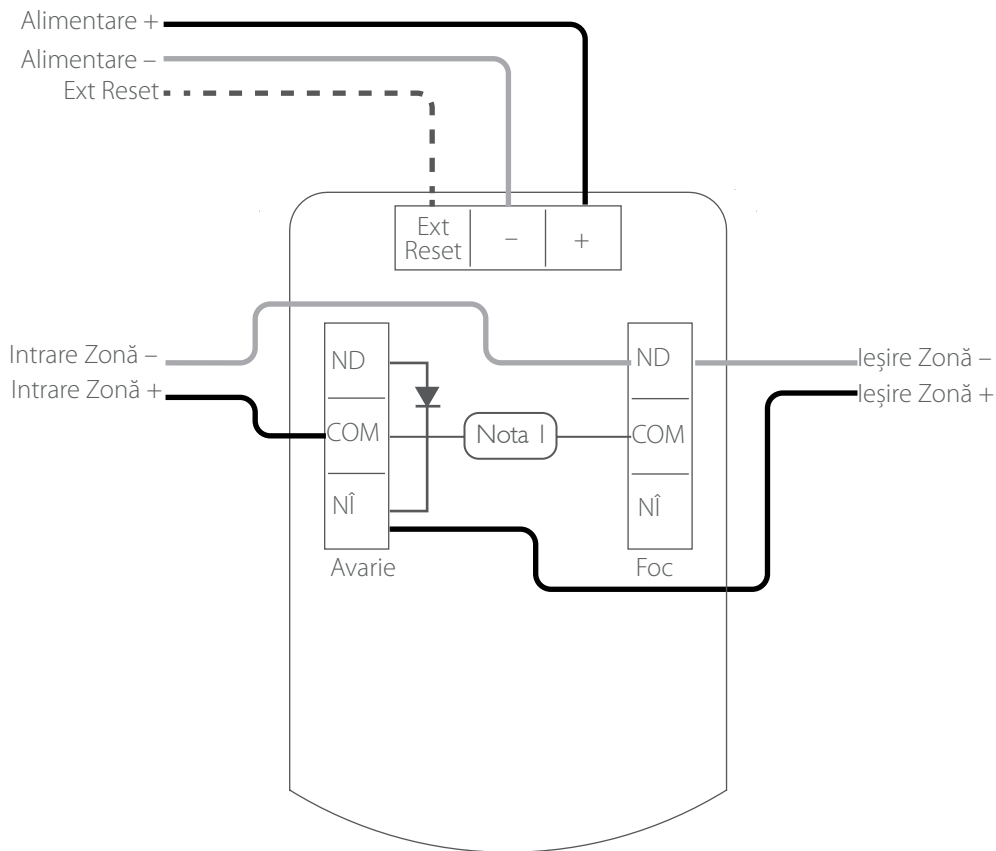 Alimentare +
Alimentare –
Ext Reset
Ext
Reset
–
+
Intrare Zonă –
Intrare Zonă +
ND
COM
NÎ
Avarie
Nota 1
ND
COM
NÎ
Foc
Ieșire Zonă –
Ieșire Zonă +